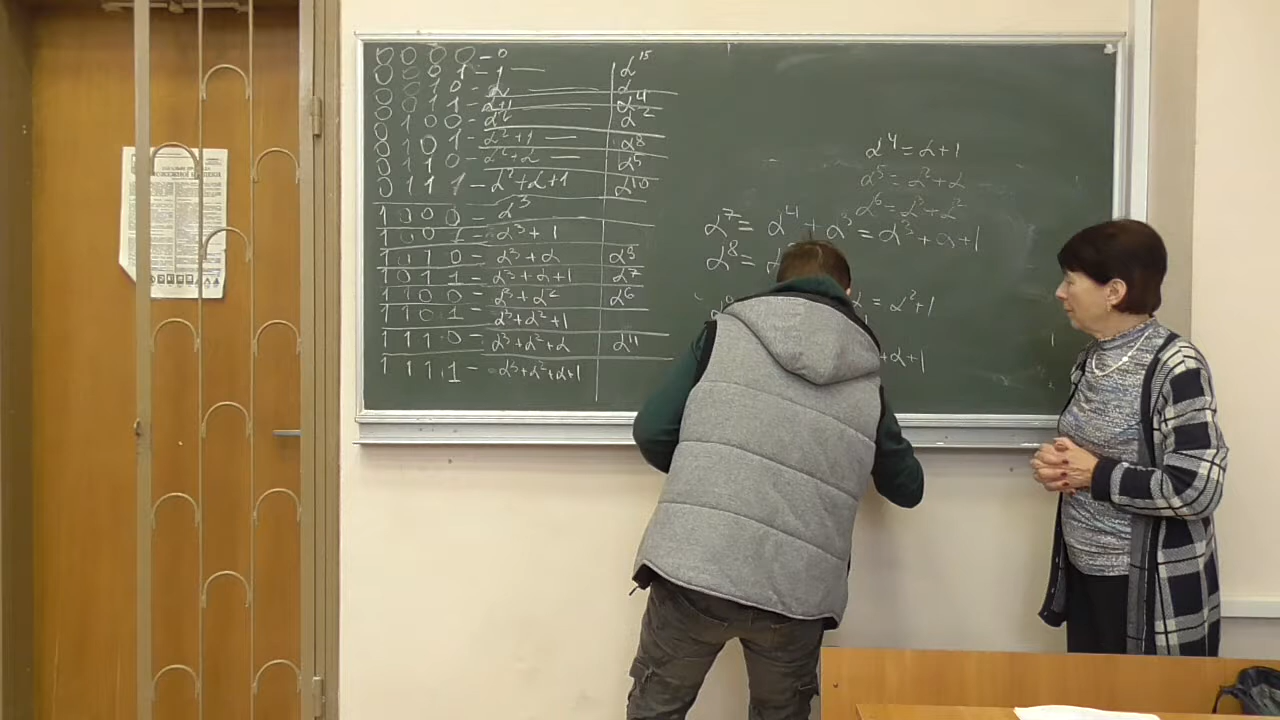 0 0 0 0 - 0
0 0 0 1 - 1 α¹⁵
0 0 1 0 - α α
0 0 1 1 - α+1 α⁴
0 1 0 0 - α² α²
0 1 0 1 - α²+1 α⁸
0 1 1 0 - α²+α α⁵
0 1 1 1 - α²+α+1 α¹⁰
1 0 0 0 - α³
1 0 0 1 - α³+1
1 0 1 0 - α³+α α⁹
1 0 1 1 - α³+α+1 α⁷
1 1 0 0 - α³+α² α⁶
1 1 0 1 - α³+α²+1
1 1 1 0 - α³+α²+α α¹¹
1 1 1 1 - α³+α²+α+1
α⁴ = α+1
α⁵ = α²+α
α⁶ = α³+α²
α⁷ = α⁴+α³ = α³+α+1
α⁸ =
= α²+1
+α+1